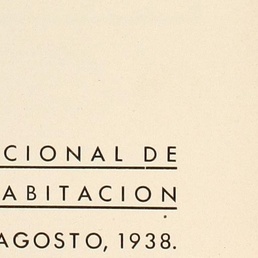 CIONAL DE
ABITACION
AGOSTO, 1938.